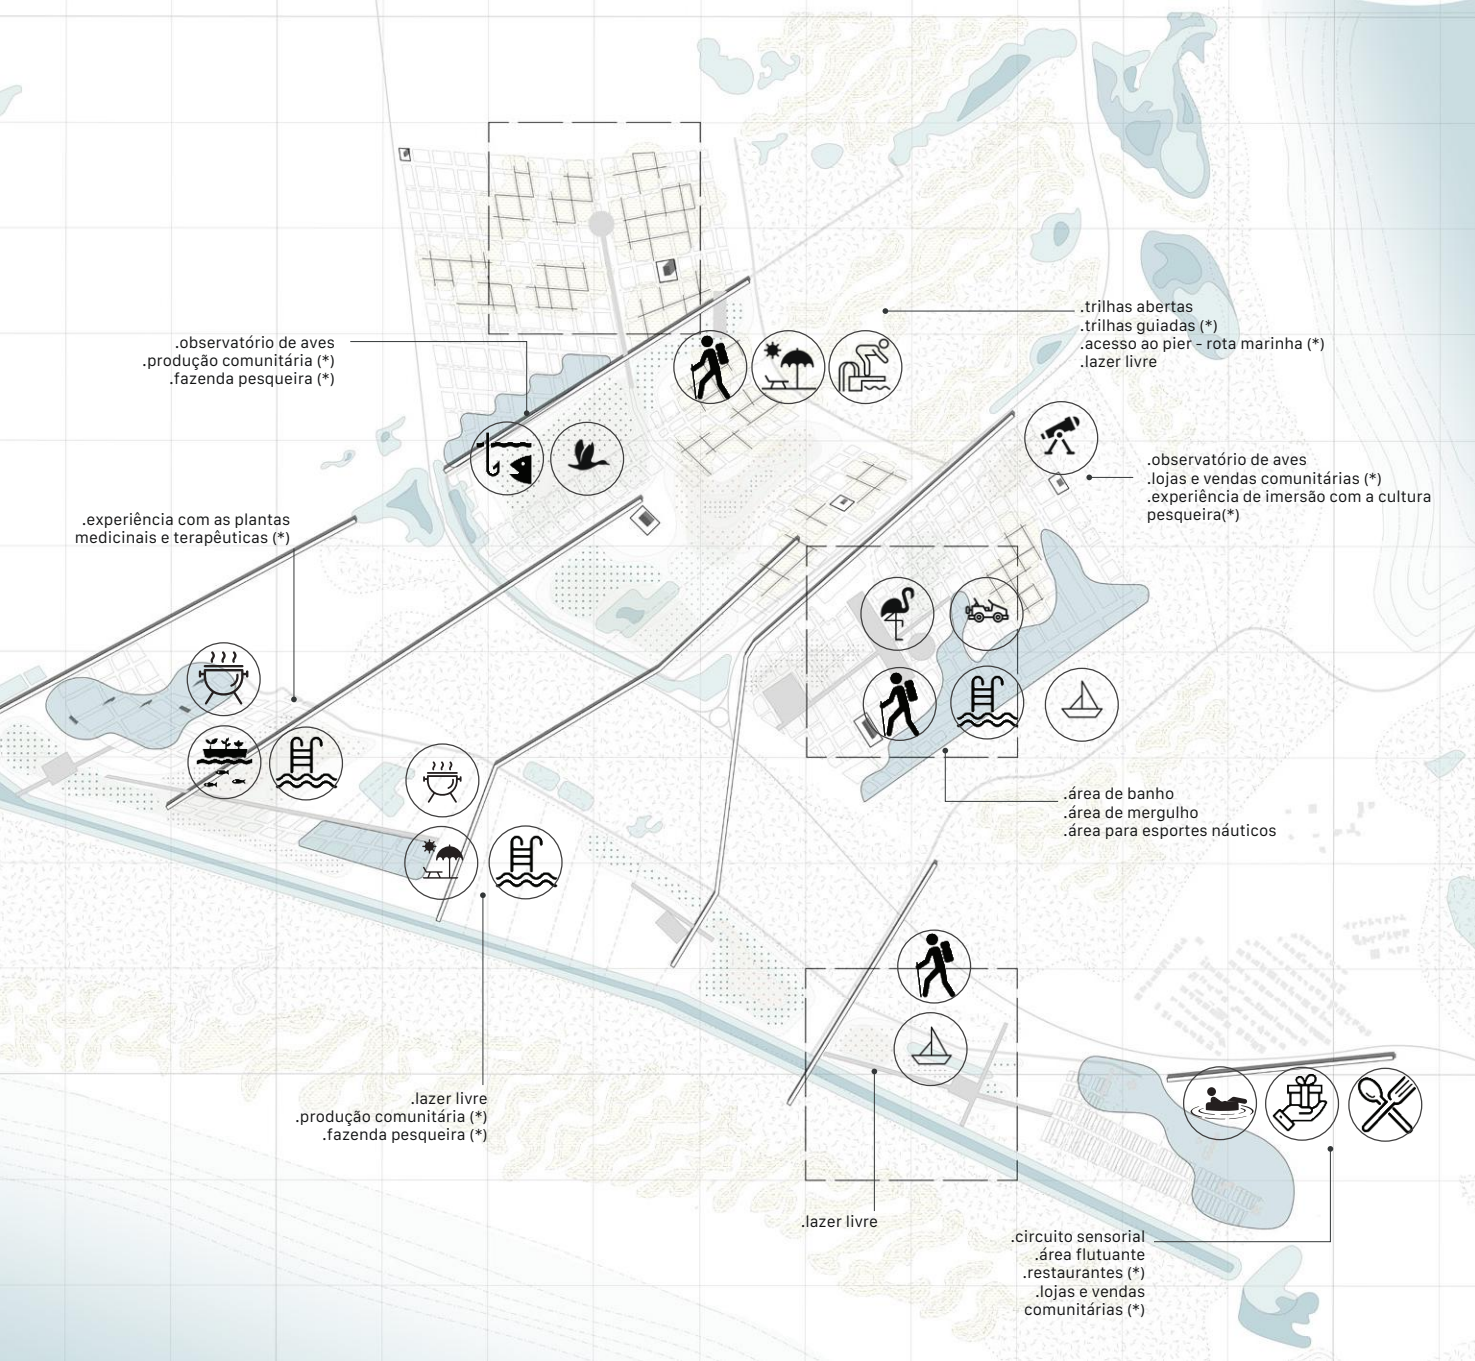 .trilhas abertas
.trilhas guiadas (*)
.acesso ao pier - rota marinha (*)
.lazer livre
.observatório de aves
.produção comunitária (*)
.fazenda pesqueira (*)
.observatório de aves
.lojas e vendas comunitárias (*)
.experiência de imersão com a cultura
pesqueira(*)
.experiência com as plantas
medicinais e terapêuticas (*)
.área de banho
.área de mergulho
.área para esportes náuticos
.lazer livre
.produção comunitária (*)
.fazenda pesqueira (*)
.lazer livre
.circuito sensorial
.área flutuante
.restaurantes (*)
.lojas e vendas
comunitárias (*)